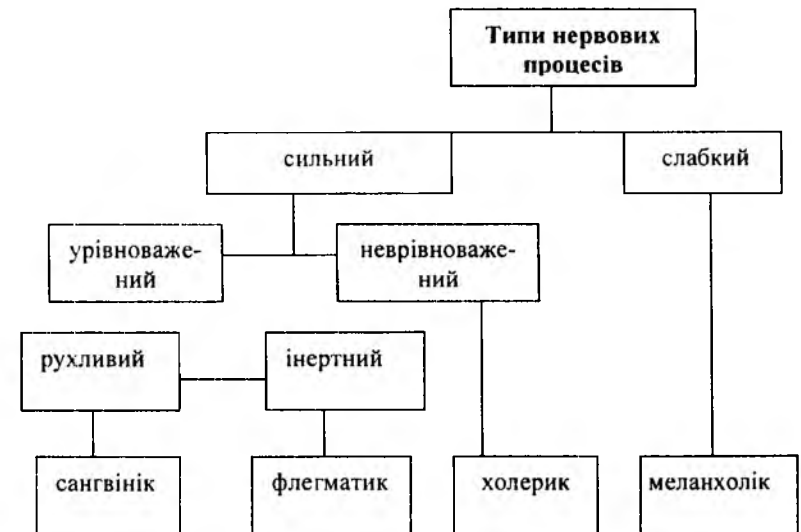 Типи нервових
процесів
сильний
слабкий
урівноваже-
ний
неврівноваже-
ний
рухливий
інертний
сангвінік
флегматик
холерик
меланхолік